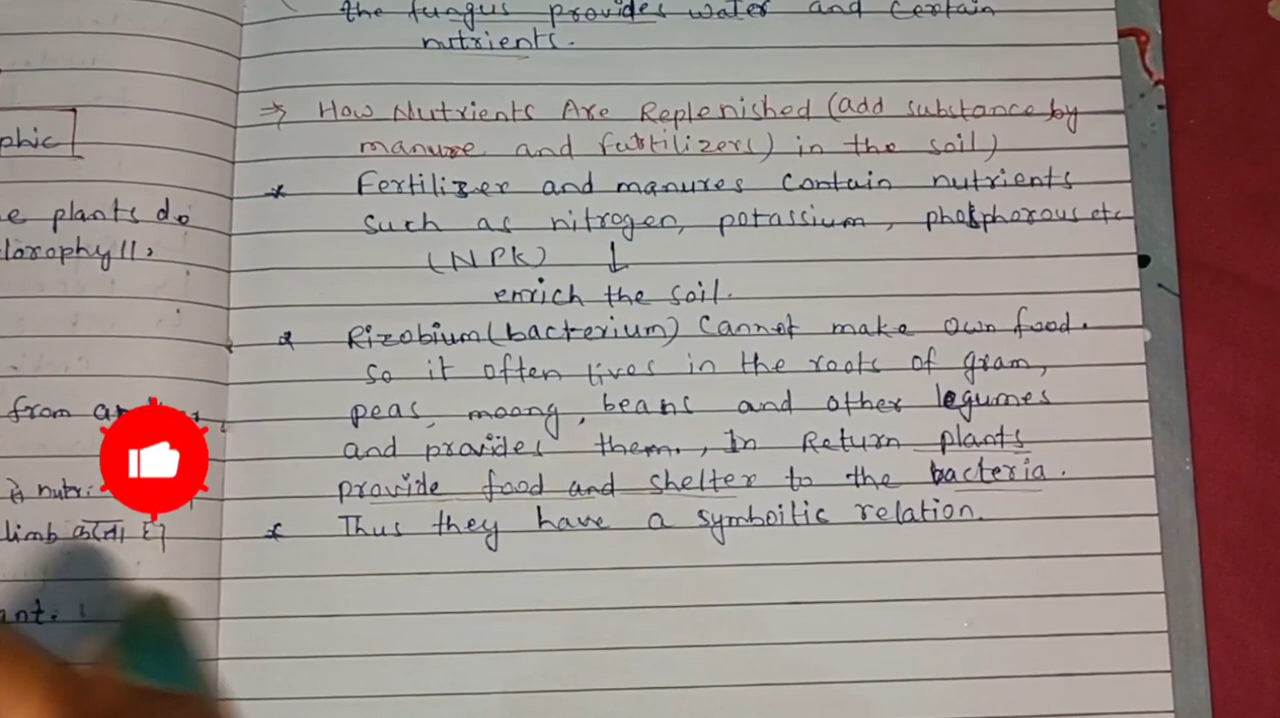 the fungus provides water and certain
nutrients.
⇒ How Nutrients Are Replenished (add substance by
manure and fertilizers) in the soil)
* Fertilizer and manures contain nutrients
such as nitrogen, potassium, phosphorous etc
(NPK) ↓
enrich the soil.
* Rizobium (bacterium) cannot make own food.
so it often lives in the roots of gram,
peas, moong, beans and other legumes
and provides them., In Return plants
provide food and shelter to the bacteria.
* Thus they have a symboitic relation.
phic
e plants do
lorophyll,
from
limb करता है।
ant.